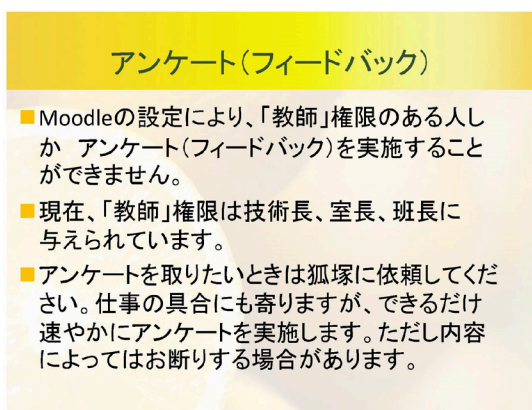 アンケート(フィードバック)
■Moodleの設定により、「教師」権限のある人し
か　アンケート(フィードバック)を実施すること
ができません。
■現在、「教師」権限は技術長、室長、班長に
与えられています。
■アンケートを取りたいときは狐塚に依頼してくだ
さい。仕事の具合にも寄りますが、できるだけ
速やかにアンケートを実施します。ただし内容
によってはお断りする場合があります。